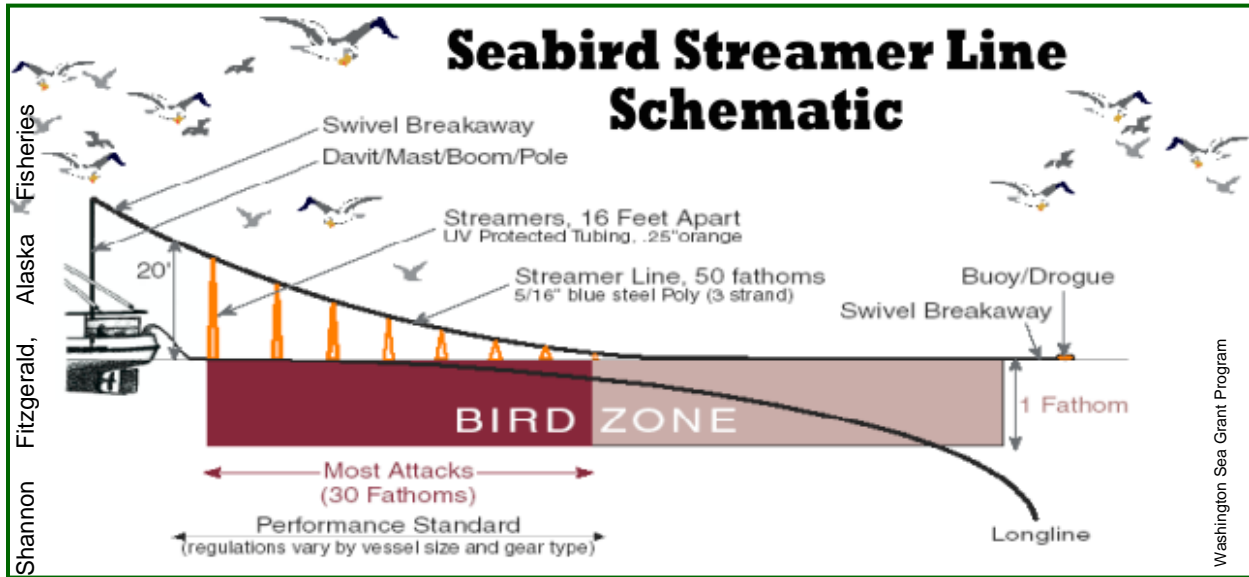 Seabird Streamer Line
Schematic
Swivel Breakaway
Davit/Mast/Boom/Pole
Streamers, 16 Feet Apart
UV Protected Tubing, .25"orange
20'
Streamer Line, 50 fathoms
5/16" blue steel Poly (3 strand)
Buoy/Drogue
Swivel Breakaway
BIRD ZONE
1 Fathom
Most Attacks
(30 Fathoms)
Performance Standard
(regulations vary by vessel size and gear type)
Longline
Shannon Fitzgerald, Alaska Fisheries
Washington Sea Grant Program